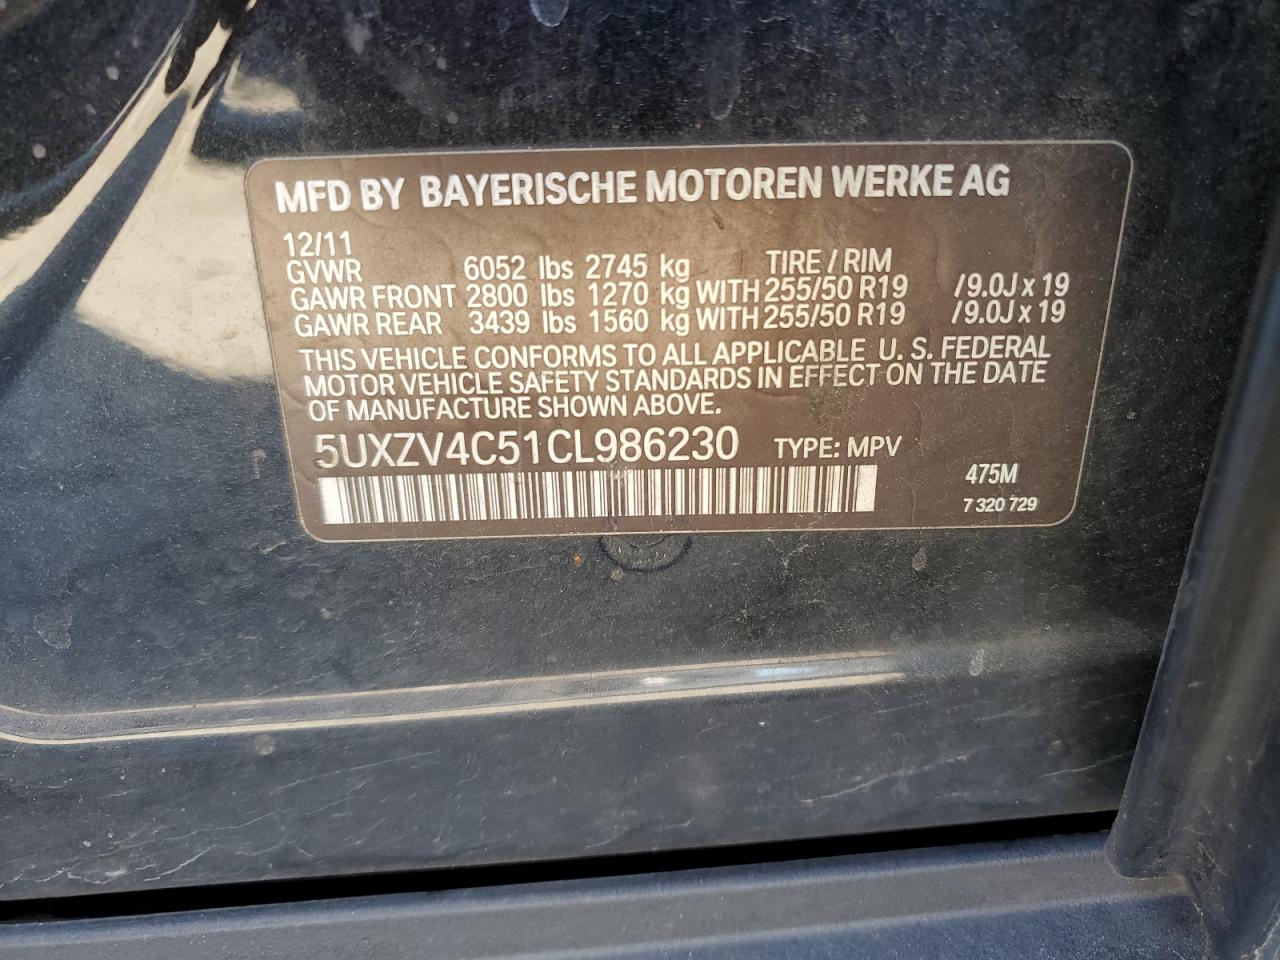 MFD BY BAYERISCHE MOTOREN WERKE AG
12/11
GVWR 6052 lbs 2745 kg TIRE / RIM
GAWR FRONT 2800 lbs 1270 kg WITH 255/50 R19 /9.0J x 19
GAWR REAR 3439 lbs 1560 kg WITH 255/50 R19 /9.0J x 19
THIS VEHICLE CONFORMS TO ALL APPLICABLE U. S. FEDERAL
MOTOR VEHICLE SAFETY STANDARDS IN EFFECT ON THE DATE
OF MANUFACTURE SHOWN ABOVE.
5UXZV4C51CL986230 TYPE: MPV
475M
7 320 729